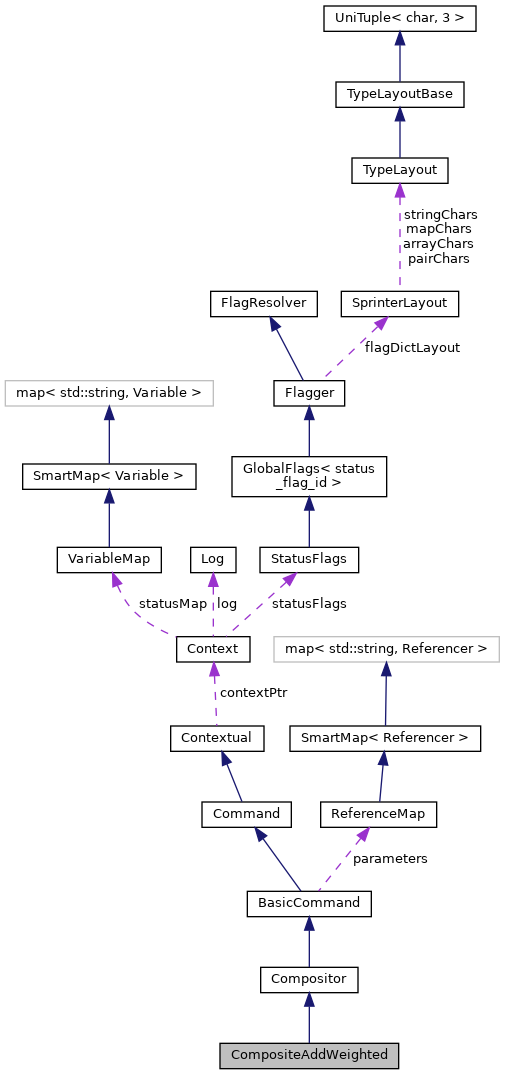 UniTuple< char, 3 >
TypeLayoutBase
TypeLayout
stringChars
mapChars
arrayChars
pairChars
FlagResolver
SprinterLayout
flagDictLayout
map< std::string, Variable >
Flagger
SmartMap< Variable >
GlobalFlags< status
_flag_id >
VariableMap
Log
StatusFlags
statusMap
log
statusFlags
Context
map< std::string, Referencer >
contextPtr
Contextual
SmartMap< Referencer >
Command
ReferenceMap
parameters
BasicCommand
Compositor
CompositeAddWeighted